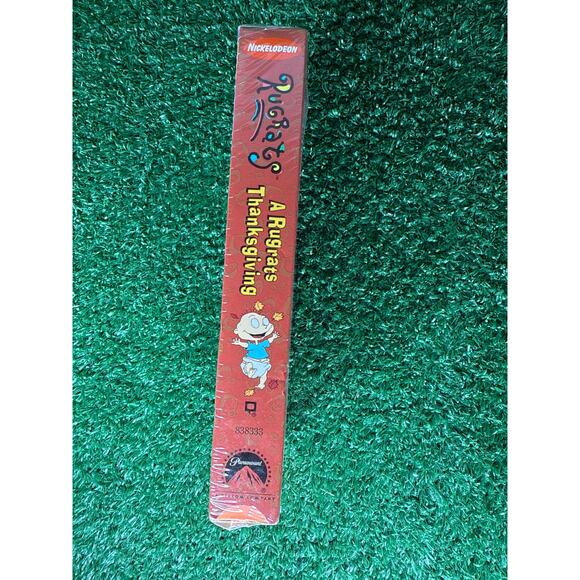 NICKELODEON
RUGRATS
A Rugrats
Thanksgiving
838333
Paramount